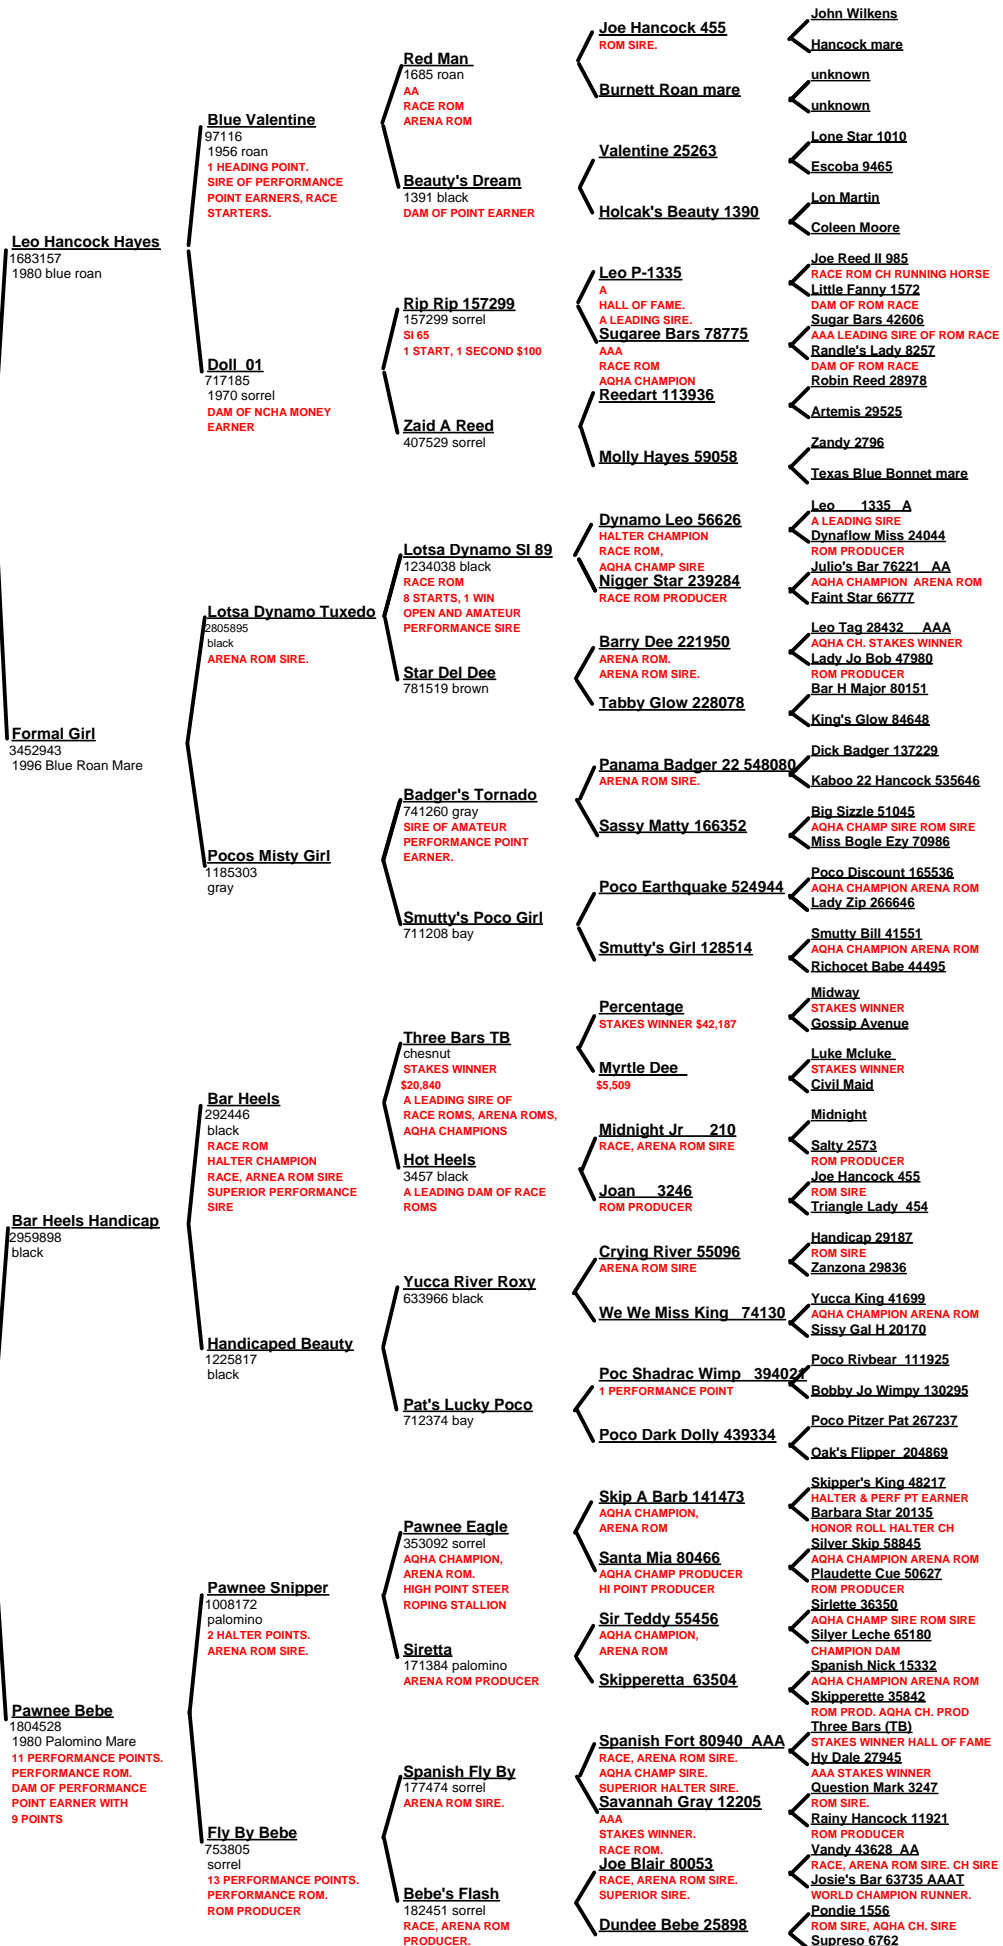 Leo Hancock Hayes
1683157
1980 blue roan
Formal Girl
3452943
1996 Blue Roan Mare
Bar Heels Handicap
2959898
black
Pawnee Bebe
1804528
1980 Palomino Mare
11 PERFORMANCE POINTS.
PERFORMANCE ROM.
DAM OF PERFORMANCE
POINT EARNER WITH
9 POINTS
Blue Valentine
97116
1956 roan
1 HEADING POINT.
SIRE OF PERFORMANCE
POINT EARNERS, RACE
STARTERS.
Doll 01
717185
1970 sorrel
DAM OF NCHA MONEY
EARNER
Lotsa Dynamo Tuxedo
2805895
black
ARENA ROM SIRE.
Pocos Misty Girl
1185303
gray
Bar Heels
292446
black
RACE ROM
HALTER CHAMPION
RACE, ARNEA ROM SIRE
SUPERIOR PERFORMANCE
SIRE
Handicaped Beauty
1225817
black
Pawnee Snipper
1008172
palomino
2 HALTER POINTS.
ARENA ROM SIRE.
Fly By Bebe
753805
sorrel
13 PERFORMANCE POINTS.
PERFORMANCE ROM.
ROM PRODUCER
Red Man
1685 roan
AA
RACE ROM
ARENA ROM
Beauty's Dream
1391 black
DAM OF POINT EARNER
Rip Rip 157299
157299 sorrel
SI 65
1 START, 1 SECOND $100
Zaid A Reed
407529 sorrel
Lotsa Dynamo SI 89
1234038 black
RACE ROM
8 STARTS, 1 WIN
OPEN AND AMATEUR
PERFORMANCE SIRE
Star Del Dee
781519 brown
Badger's Tornado
741260 gray
SIRE OF AMATEUR
PERFORMANCE POINT
EARNER.
Smutty's Poco Girl
711208 bay
Three Bars TB
chesnut
STAKES WINNER
$20,840
A LEADING SIRE OF
RACE ROMS, ARENA ROMS,
AQHA CHAMPIONS
Hot Heels
3457 black
A LEADING DAM OF RACE
ROMS
Yucca River Roxy
633966 black
Pat's Lucky Poco
712374 bay
Pawnee Eagle
353092 sorrel
AQHA CHAMPION,
ARENA ROM.
HIGH POINT STEER
ROPING STALLION
Siretta
171384 palomino
ARENA ROM PRODUCER
Spanish Fly By
177474 sorrel
ARENA ROM SIRE.
Bebe's Flash
182451 sorrel
RACE, ARENA ROM
PRODUCER.
Joe Hancock 455
ROM SIRE.
Burnett Roan mare
Valentine 25263
Holcak's Beauty 1390
Leo P-1335
A
HALL OF FAME.
A LEADING SIRE.
Sugaree Bars 78775
AAA
RACE ROM
AQHA CHAMPION
Reedart 113936
Molly Hayes 59058
Dynamo Leo 56626
HALTER CHAMPION
RACE ROM,
AQHA CHAMP SIRE
Nigger Star 239284
RACE ROM PRODUCER
Barry Dee 221950
ARENA ROM.
ARENA ROM SIRE.
Tabby Glow 228078
Panama Badger 22 548080
ARENA ROM SIRE.
Sassy Matty 166352
Poco Earthquake 524944
Smutty's Girl 128514
Percentage
STAKES WINNER $42,187
Myrtle Dee
$5,509
Midnight Jr 210
RACE, ARENA ROM SIRE
Joan 3246
ROM PRODUCER
Crying River 55096
ARENA ROM SIRE
We We Miss King 74130
Poc Shadrac Wimp 394021
1 PERFORMANCE POINT
Poco Dark Dolly 439334
Skip A Barb 141473
AQHA CHAMPION,
ARENA ROM
Santa Mia 80466
AQHA CHAMP PRODUCER
HI POINT PRODUCER
Sir Teddy 55456
AQHA CHAMPION,
ARENA ROM
Skipperetta 63504
Spanish Fort 80940 AAA
RACE, ARENA ROM SIRE.
AQHA CHAMP SIRE.
SUPERIOR HALTER SIRE.
Savannah Gray 12205
AAA
STAKES WINNER.
RACE ROM.
Joe Blair 80053
RACE, ARENA ROM SIRE.
SUPERIOR SIRE.
Dundee Bebe 25898
John Wilkens
Hancock mare
unknown
unknown
Lone Star 1010
Escoba 9465
Lon Martin
Coleen Moore
Joe Reed II 985
RACE ROM CH RUNNING HORSE
Little Fanny 1572
DAM OF ROM RACE
Sugar Bars 42606
AAA LEADING SIRE OF ROM RACE
Randle's Lady 8257
DAM OF ROM RACE
Robin Reed 28978
Artemis 29525
Zandy 2796
Texas Blue Bonnet mare
Leo 1335 A
A LEADING SIRE
Dynaflow Miss 24044
ROM PRODUCER
Julio's Bar 76221 AA
AQHA CHAMPION ARENA ROM
Faint Star 66777
Leo Tag 28432 AAA
AQHA CH. STAKES WINNER
Lady Jo Bob 47980
ROM PRODUCER
Bar H Major 80151
King's Glow 84648
Dick Badger 137229
Kaboo 22 Hancock 535646
Big Sizzle 51045
AQHA CHAMP SIRE ROM SIRE
Miss Bogle Ezy 70986
Poco Discount 165536
AQHA CHAMPION ARENA ROM
Lady Zip 266646
Smutty Bill 41551
AQHA CHAMPION ARENA ROM
Richocet Babe 44495
Midway
STAKES WINNER
Gossip Avenue
Luke Mcluke
STAKES WINNER
Civil Maid
Midnight
Salty 2573
ROM PRODUCER
Joe Hancock 455
ROM SIRE
Triangle Lady 454
Handicap 29187
ROM SIRE
Zanzona 29836
Yucca King 41699
AQHA CHAMPION ARENA ROM
Sissy Gal H 20170
Poco Rivbear 111925
Bobby Jo Wimpy 130295
Poco Pitzer Pat 267237
Oak's Flipper 204869
Skipper's King 48217
HALTER & PERF PT EARNER
Barbara Star 20135
HONOR ROLL HALTER CH
Silver Skip 58845
AQHA CHAMPION ARENA ROM
Plaudette Cue 50627
ROM PRODUCER
Sirlette 36350
AQHA CHAMP SIRE ROM SIRE
Silyer Leche 65180
CHAMPION DAM
Spanish Nick 15332
AQHA CHAMPION ARENA ROM
Skipperette 35842
ROM PROD. AQHA CH. PROD
Three Bars (TB)
STAKES WINNER HALL OF FAME
Hy Dale 27945
AAA STAKES WINNER
Question Mark 3247
ROM SIRE.
Rainy Hancock 11921
ROM PRODUCER
Vandy 43628 AA
RACE, ARENA ROM SIRE. CH SIRE
Josie's Bar 63735 AAAT
WORLD CHAMPION RUNNER.
Pondie 1556
ROM SIRE, AQHA CH. SIRE
Supreso 6762